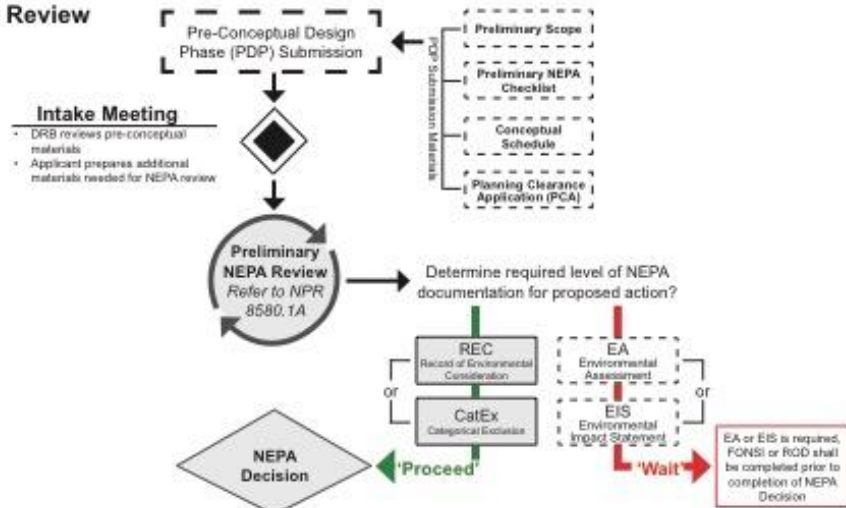 Review
Pre-Conceptual Design
Phase (PDP) Submission
PDP Submission Materials
Preliminary Scope
Preliminary NEPA
Checklist
Conceptual
Schedule
Planning Clearance
Application (PCA)
Intake Meeting
• DRB reviews pre-conceptual
materials
• Applicant prepares additional
materials needed for NEPA review
Preliminary
NEPA Review
Refer to NPR
8580.1A
Determine required level of NEPA
documentation for proposed action?
REC
Record of Environmental
Consideration
or
CatEx
Categorical Exclusion
EA
Environmental
Assessment
or
EIS
Environmental
Impact Statement
NEPA
Decision
'Proceed'
'Wait'
EA or EIS is required,
FONSI or ROD shall
be completed prior to
completion of NEPA
Decision